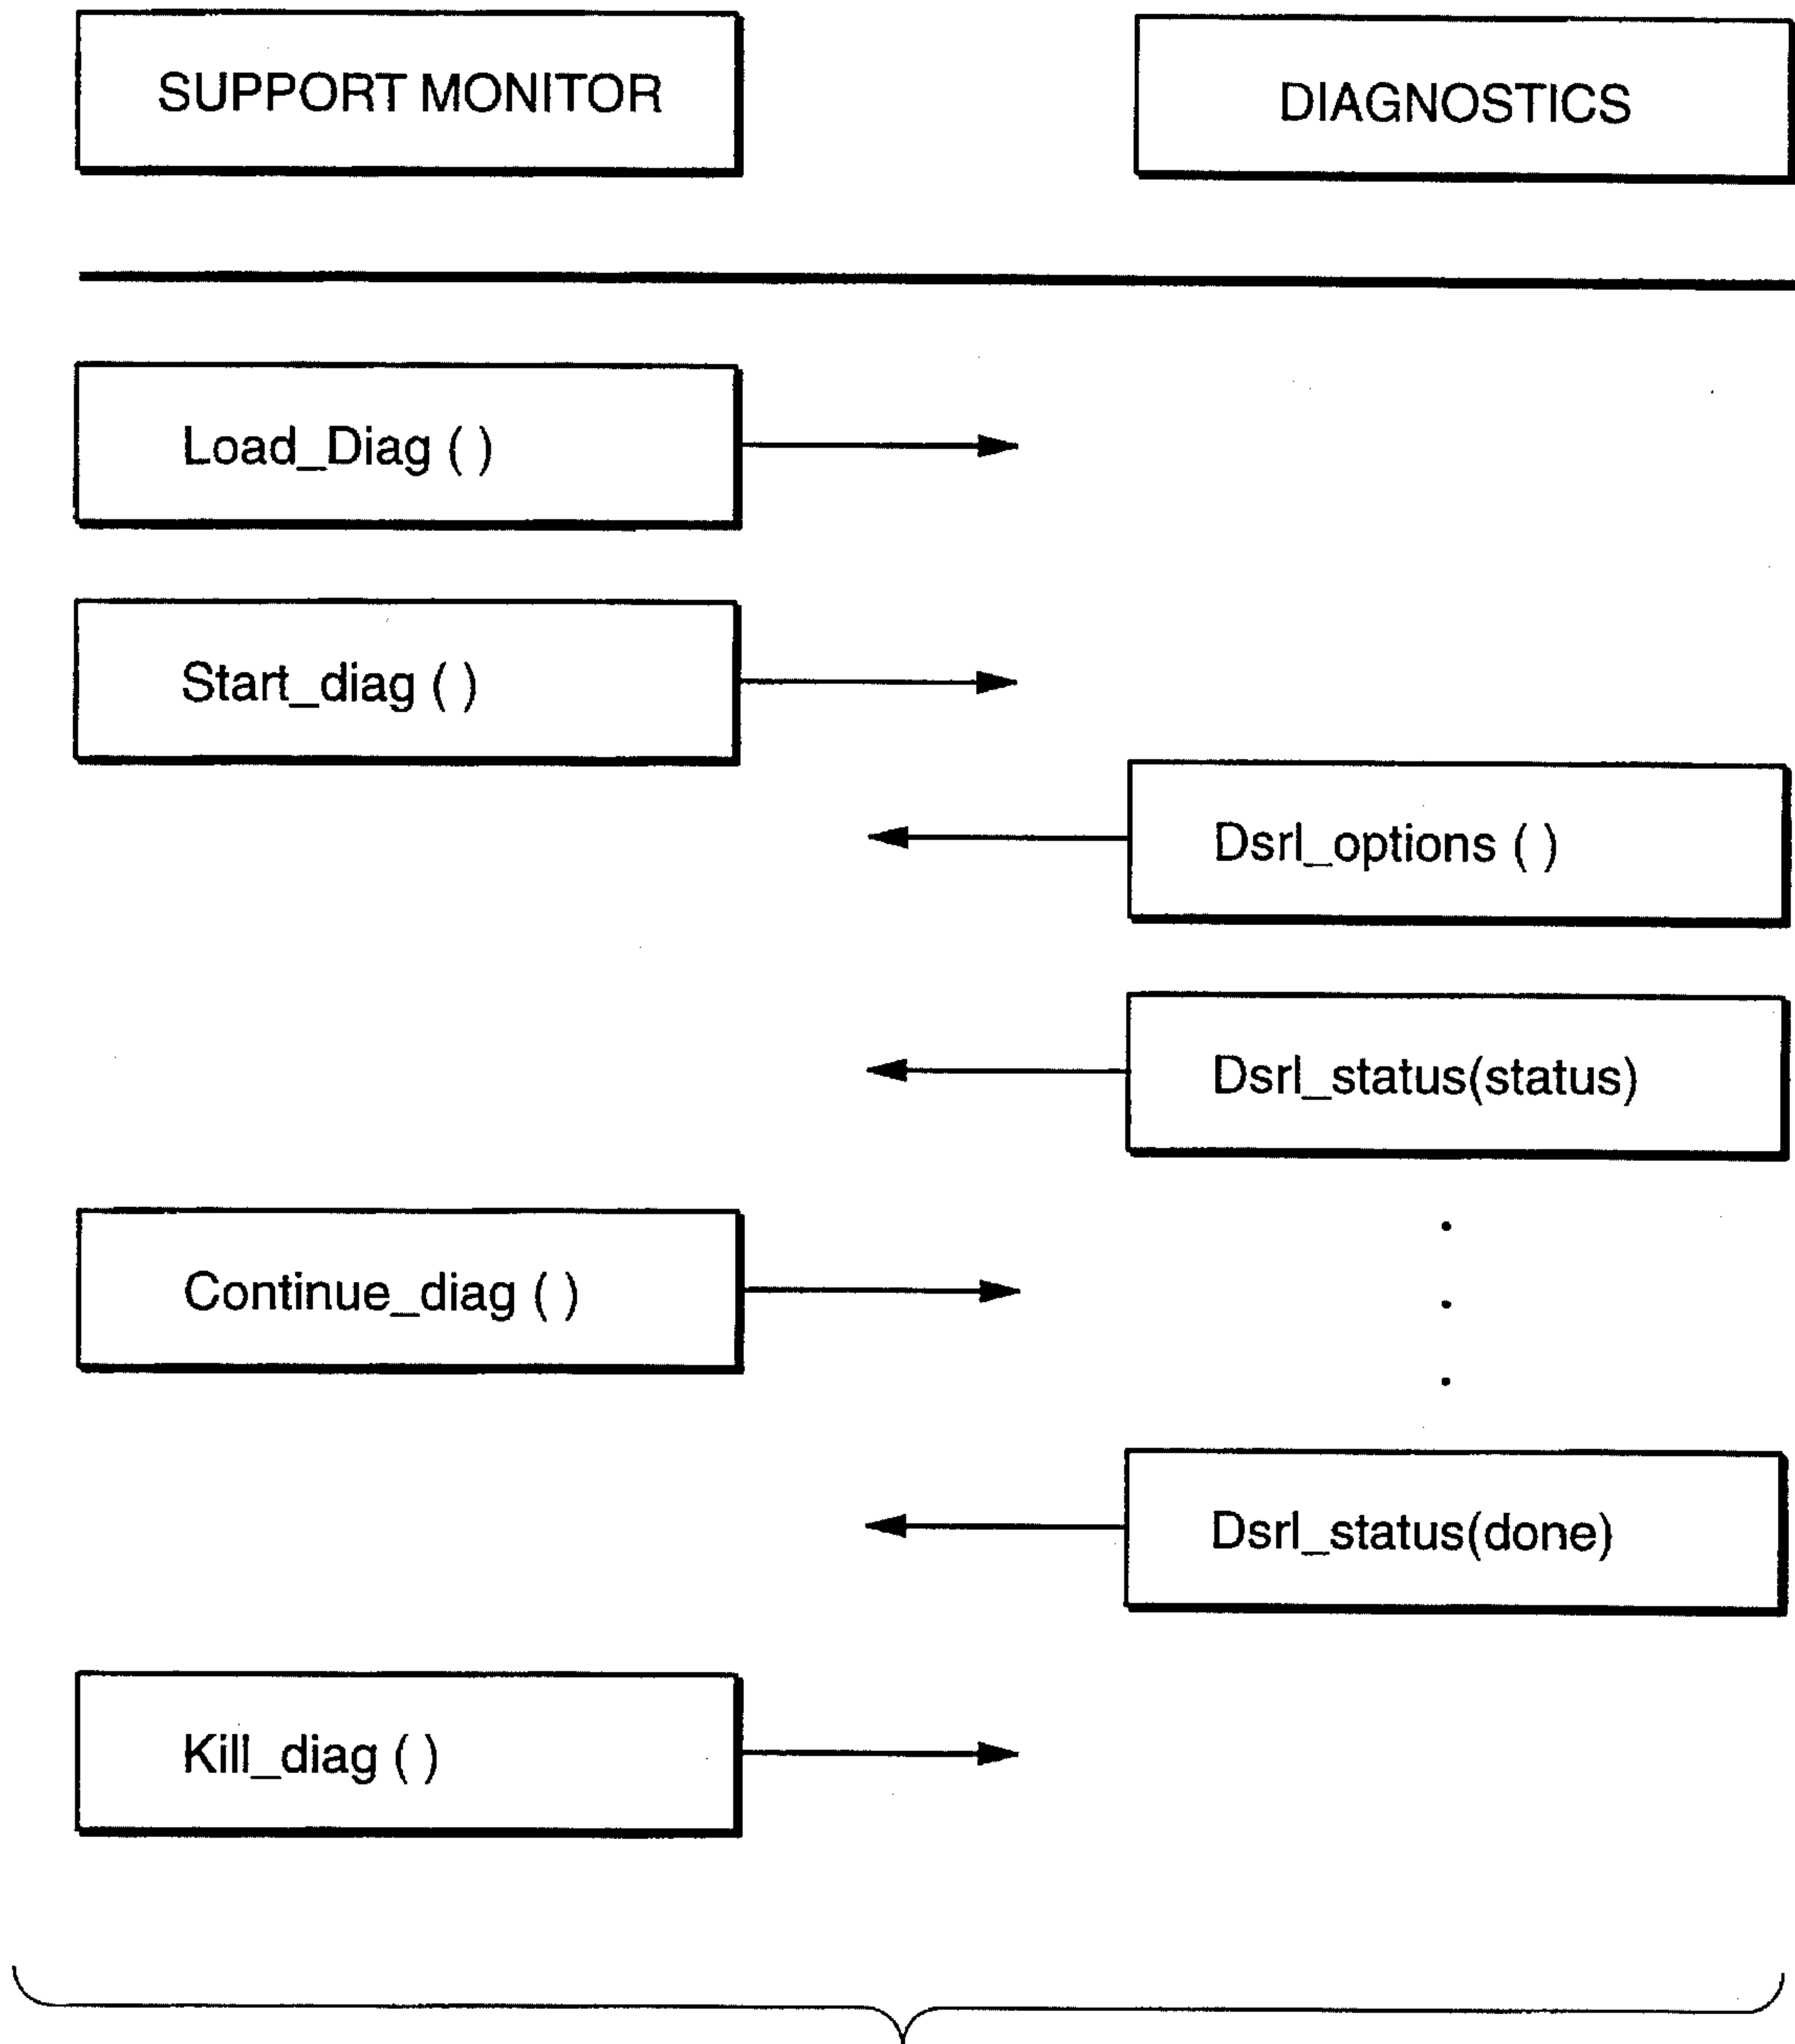 SUPPORT MONITOR
DIAGNOSTICS
Load_Diag ( )
Start_diag ( )
Dsrl_options ( )
Dsrl_status(status)
Continue_diag ( )
Dsrl_status(done)
Kill_diag ( )